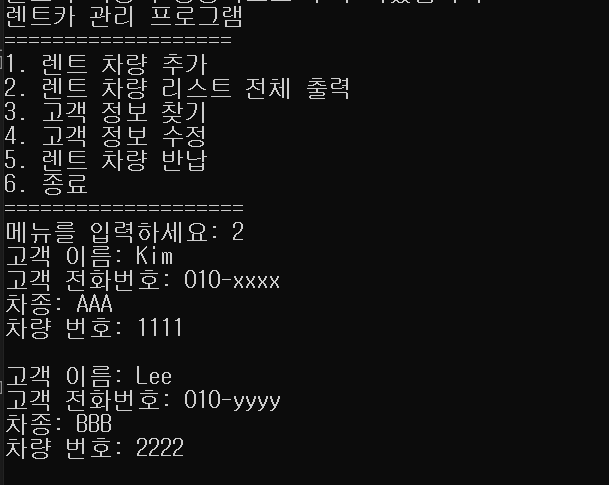 렌트카 관리 프로그램
===================
1. 렌트 차량 추가
2. 렌트 차량 리스트 전체 출력
3. 고객 정보 찾기
4. 고객 정보 수정
5. 렌트 차량 반납
6. 종료
====================
메뉴를 입력하세요: 2
고객 이름: Kim
고객 전화번호: 010-xxxx
차종: AAA
차량 번호: 1111
고객 이름: Lee
고객 전화번호: 010-yyyy
차종: BBB
차량 번호: 2222